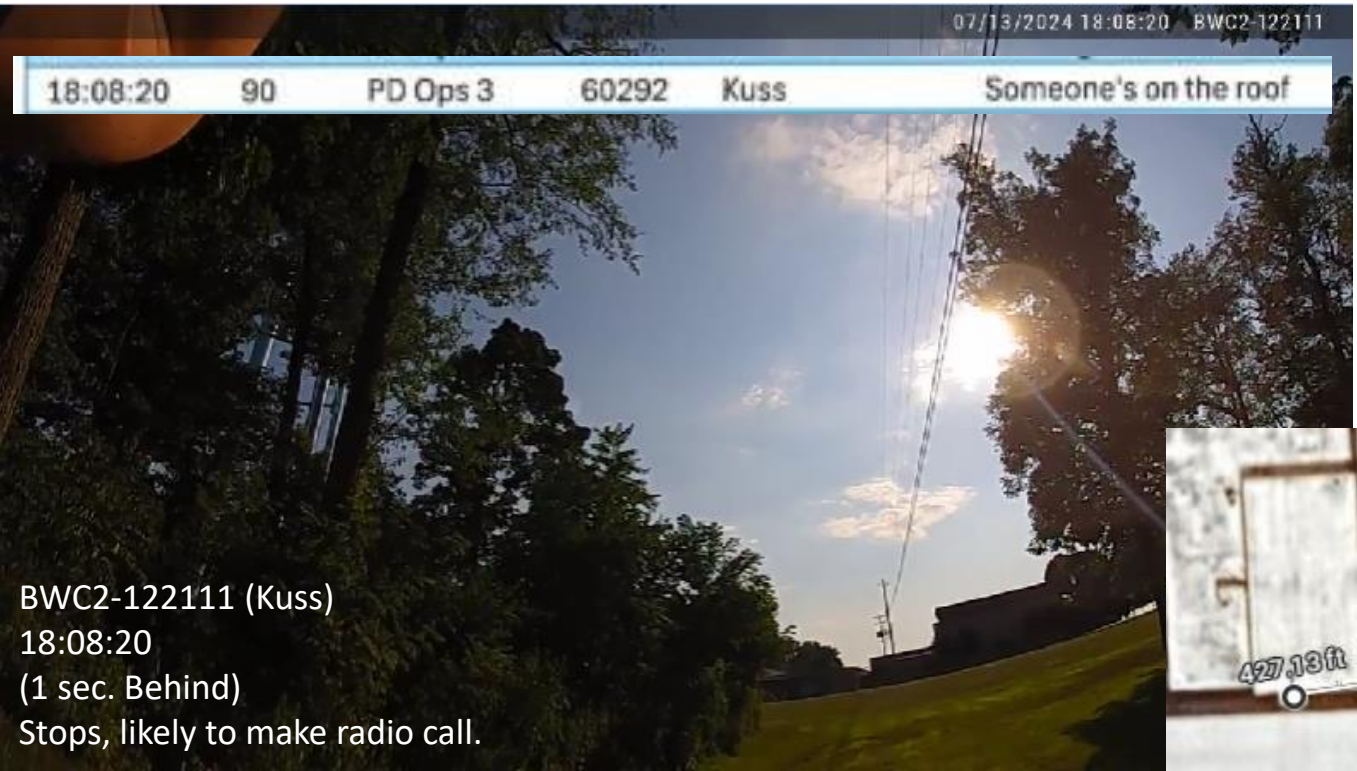 07/13/2024 18:08:20 BWC2-122111
18:08:20 90 PD Ops 3 60292 Kuss Someone's on the roof
BWC2-122111 (Kuss)
18:08:20
(1 sec. Behind)
Stops, likely to make radio call.
427.13 ft